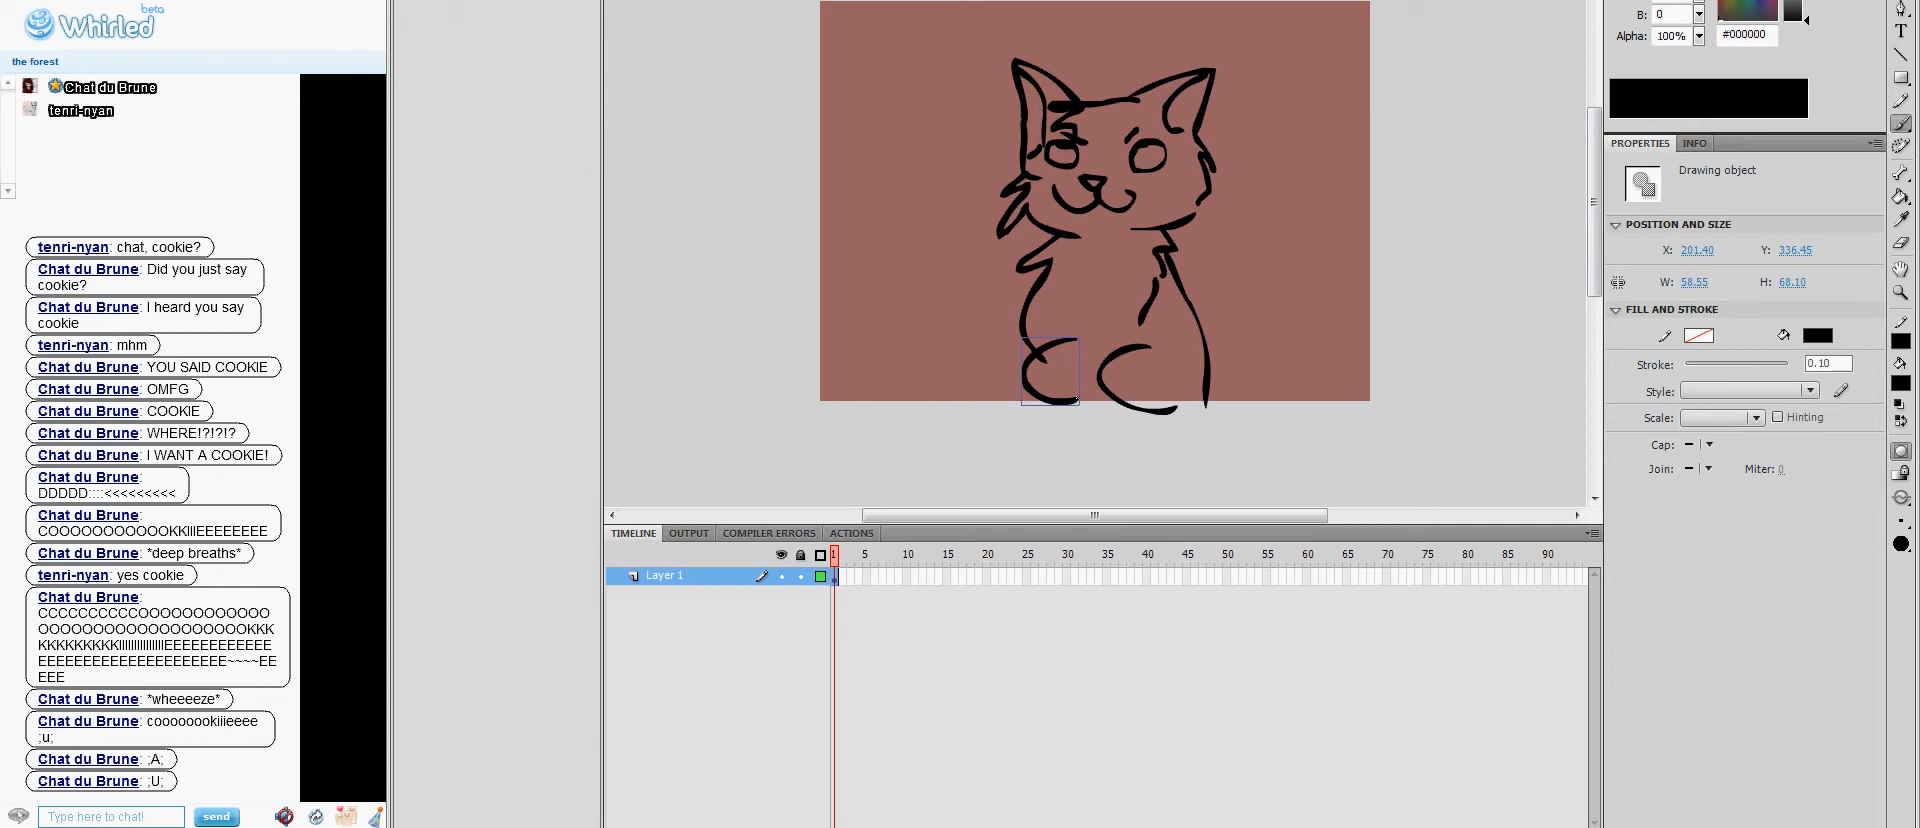 beta
Whirled
the forest
Chat du Brune
tenri-nyan
tenri-nyan: chat, cookie?
Chat du Brune: Did you just say
cookie?
Chat du Brune: I heard you say
cookie
tenri-nyan: mhm
Chat du Brune: YOU SAID COOKIE
Chat du Brune: OMFG
Chat du Brune: COOKIE
Chat du Brune: WHERE!?!?!?
Chat du Brune: I WANT A COOKIE!
Chat du Brune:
DDDDD::::<<<<<<<<<
Chat du Brune:
COOOOOOOOOOOKKIIIEEEEEEEE
Chat du Brune: *deep breaths*
tenri-nyan: yes cookie
Chat du Brune:
CCCCCCCCCCOOOOOOOOOOOO
OOOOOOOOOOOOOOOOOOOKKK
KKKKKKKKKIIIIIIIIIIIIIIIEEEEEEEEEEEE
EEEEEEEEEEEEEEEEEEEEE~~~~EE
EEE
Chat du Brune: *wheeeeze*
Chat du Brune: coooooookiiieeee
;u;
Chat du Brune: ;A;
Chat du Brune: ;U;
Type here to chat!
send
B: 0
Alpha: 100% #000000
PROPERTIES INFO
Drawing object
POSITION AND SIZE
X: 201.40 Y: 336.45
W: 58.55 H: 68.10
FILL AND STROKE
Stroke: 0.10
Style:
Scale: Hinting
Cap:
Join: Miter: 0
TIMELINE OUTPUT COMPILER ERRORS ACTIONS
1 5 10 15 20 25 30 35 40 45 50 55 60 65 70 75 80 85 90
Layer 1